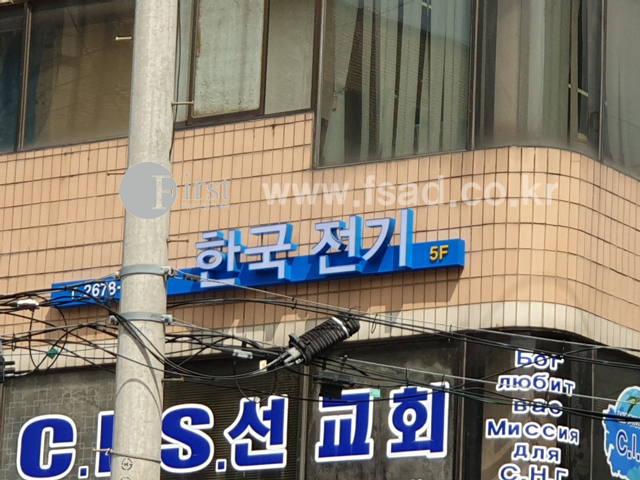 First
www.fsad.co.kr
한국 전기 5F
T. 2678-
C.I.S.선교회
Бог
любит
вас
Миссия
для
С.Н.Г
C.I.